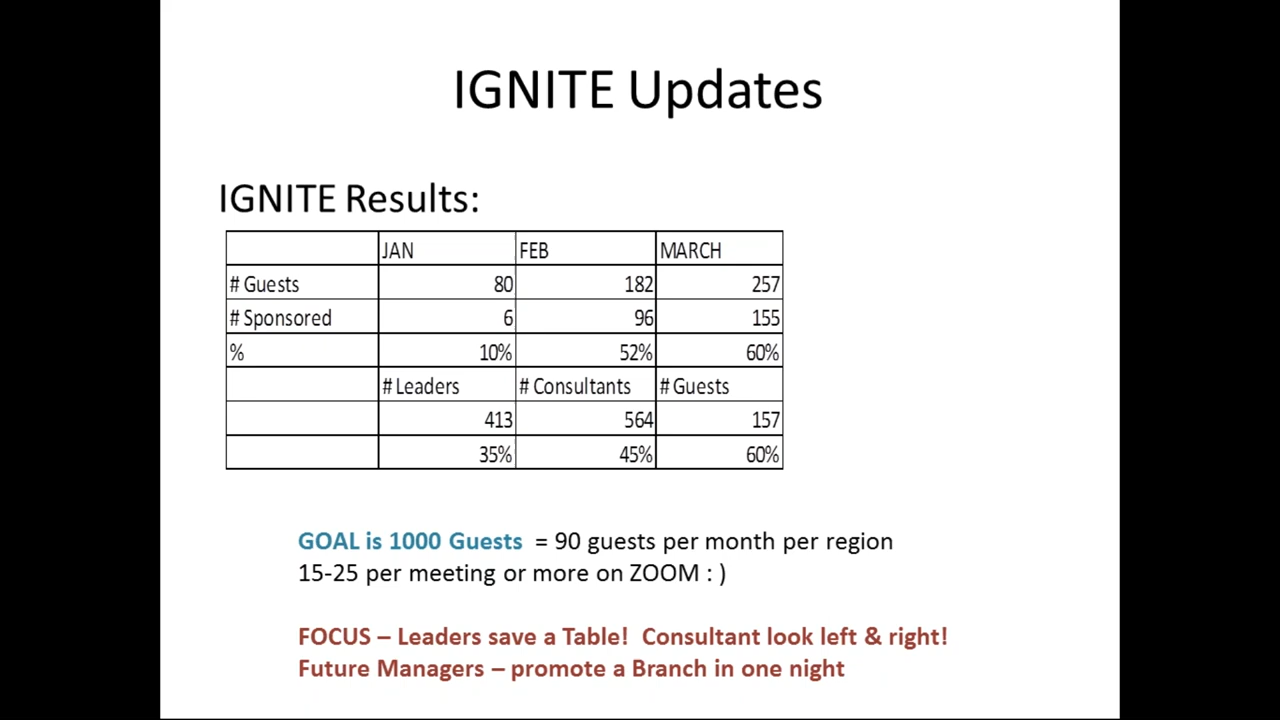 IGNITE Updates
IGNITE Results:
JAN FEB MARCH
# Guests 80 182 257
# Sponsored 6 96 155
% 10% 52% 60%
# Leaders # Consultants # Guests
413 564 157
35% 45% 60%
GOAL is 1000 Guests = 90 guests per month per region
15-25 per meeting or more on ZOOM : )
FOCUS – Leaders save a Table! Consultant look left & right!
Future Managers – promote a Branch in one night